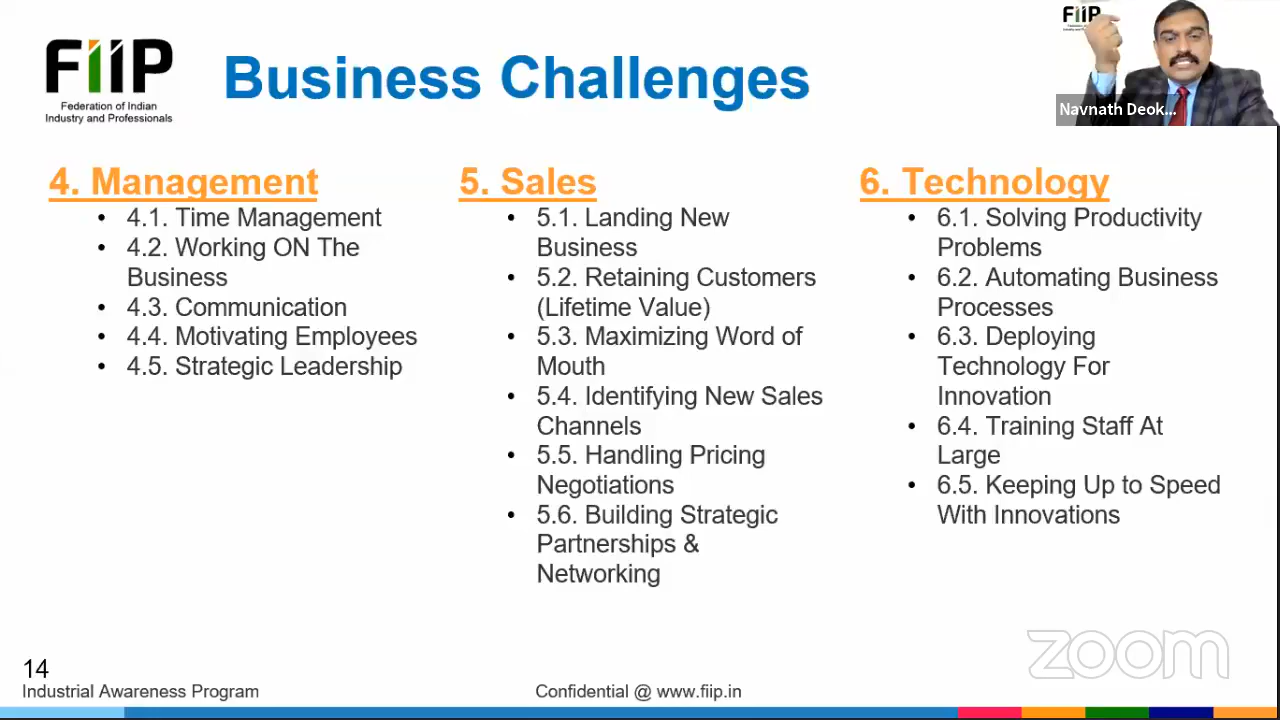 FiiP
Federation of Indian
Industry and Professionals
Business Challenges
FiiP
Navnath Deok...
4. Management
• 4.1. Time Management
• 4.2. Working ON The
Business
• 4.3. Communication
• 4.4. Motivating Employees
• 4.5. Strategic Leadership
5. Sales
• 5.1. Landing New
Business
• 5.2. Retaining Customers
(Lifetime Value)
• 5.3. Maximizing Word of
Mouth
• 5.4. Identifying New Sales
Channels
• 5.5. Handling Pricing
Negotiations
• 5.6. Building Strategic
Partnerships &
Networking
6. Technology
• 6.1. Solving Productivity
Problems
• 6.2. Automating Business
Processes
• 6.3. Deploying
Technology For
Innovation
• 6.4. Training Staff At
Large
• 6.5. Keeping Up to Speed
With Innovations
zoom
14
Industrial Awareness Program
Confidential @ www.fiip.in